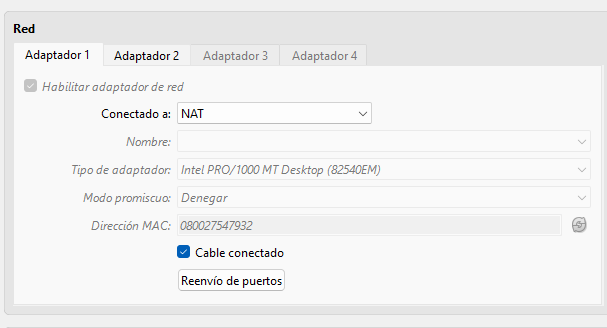 Red
Adaptador 1 Adaptador 2 Adaptador 3 Adaptador 4
Habilitar adaptador de red
Conectado a: NAT
Nombre:
Tipo de adaptador: Intel PRO/1000 MT Desktop (82540EM)
Modo promiscuo: Denegar
Dirección MAC: 080027547932
Cable conectado
Reenvío de puertos